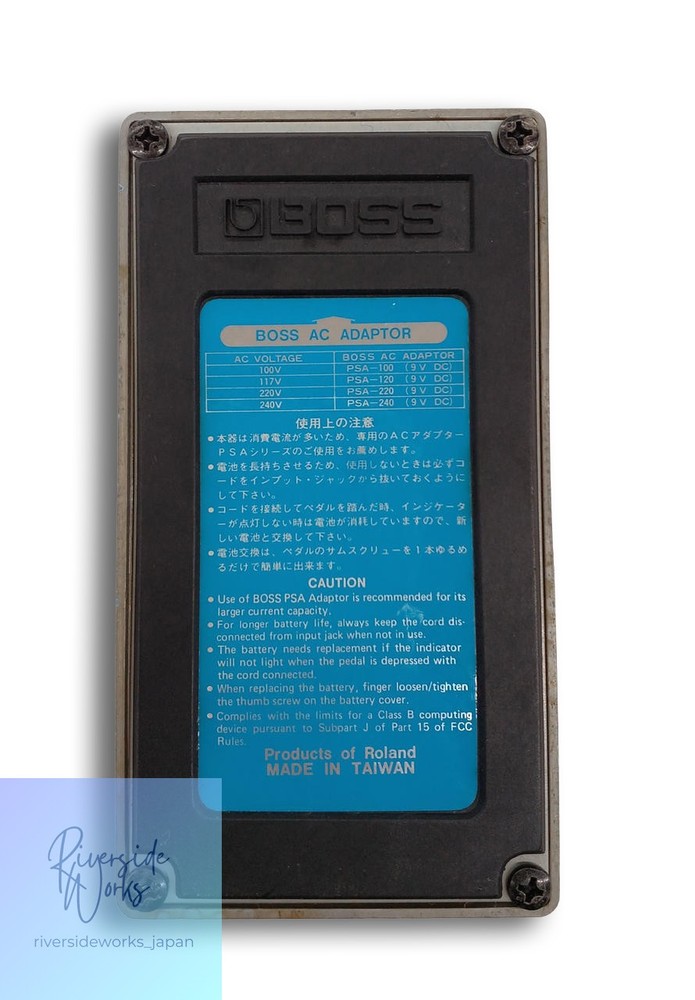 BOSS
BOSS AC ADAPTOR
AC VOLTAGE BOSS AC ADAPTOR
100V PSA-100 (9V DC)
117V PSA-120 (9V DC)
220V PSA-220 (9V DC)
240V PSA-240 (9V DC)
使用上の注意
●本器は消費電流が多いため、専用のACアダプター
PSAシリーズのご使用をお薦めします。
●電池を長持ちさせるため、使用しないときは必ずコ
ードをインプット・ジャックから抜いておくように
して下さい。
●コードを接続してペダルを踏んだ時、インジケータ
ーが点灯しない時は電池が消耗していますので、新
しい電池と交換して下さい。
●電池交換は、ペダルのサムスクリューを1本ゆるめ
るだけで簡単に出来ます。
CAUTION
● Use of BOSS PSA Adaptor is recommended for its
larger current capacity.
● For longer battery life, always keep the cord dis-
connected from input jack when not in use.
● The battery needs replacement if the indicator
will not light when the pedal is depressed with
the cord connected.
● When replacing the battery, finger loosen/tighten
the thumb screw on the battery cover.
● Complies with the limits for a Class B computing
device pursuant to Subpart J of Part 15 of FCC
Rules.
Products of Roland
MADE IN TAIWAN
Riverside
Works
riversideworks_japan